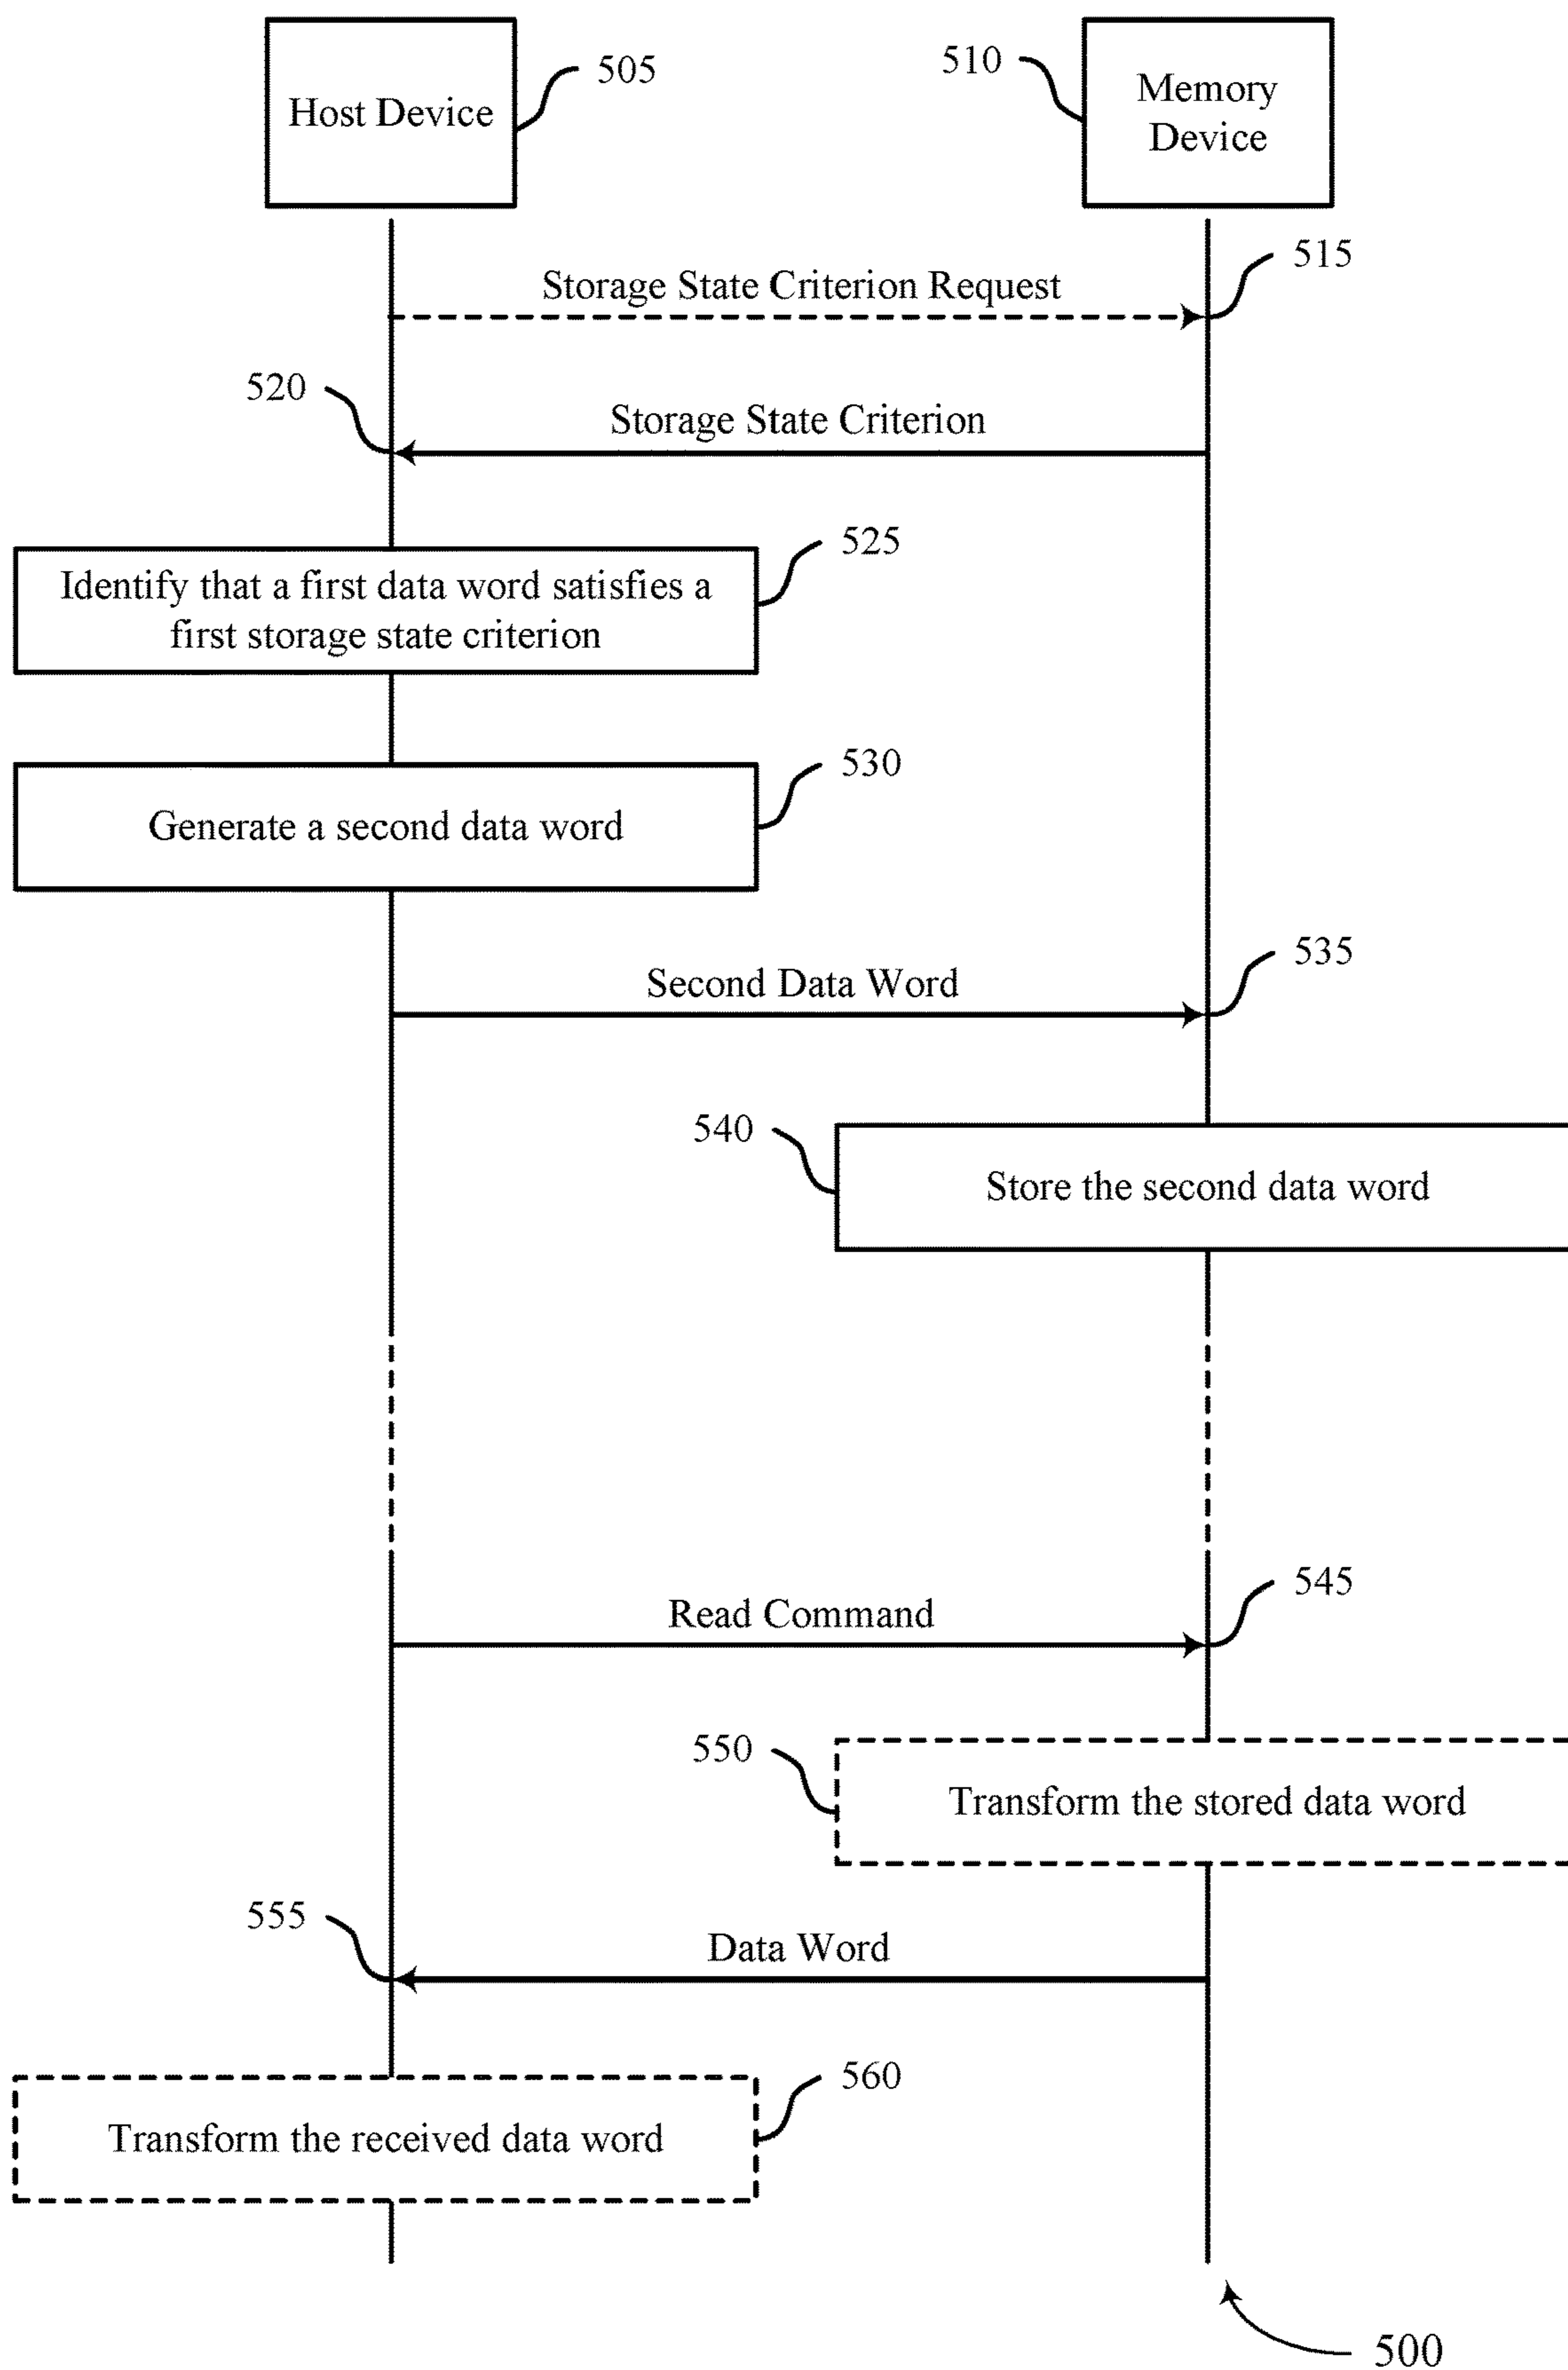 Host Device
505
510
Memory
Device
Storage State Criterion Request
515
520
Storage State Criterion
525
Identify that a first data word satisfies a
first storage state criterion
530
Generate a second data word
535
Second Data Word
540
Store the second data word
545
Read Command
550
Transform the stored data word
555
Data Word
560
Transform the received data word
500